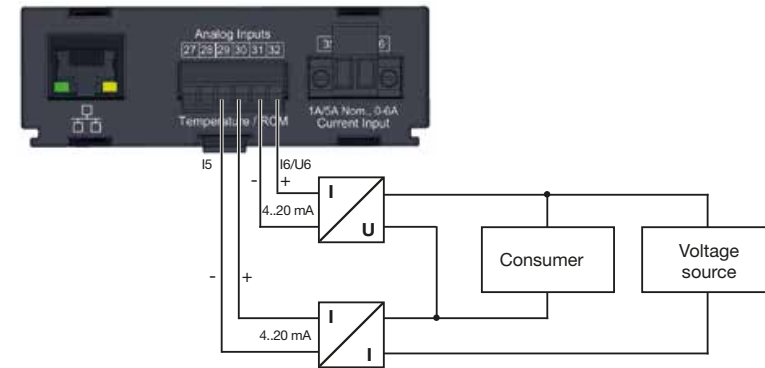 Analog Inputs
27 28 29 30 31 32
Temperature / RCM
1A/5A Nom., 0-6A
Current Input
I5
I6/U6
- +
4..20 mA
I
U
Consumer
Voltage
source
- +
4..20 mA
I
I